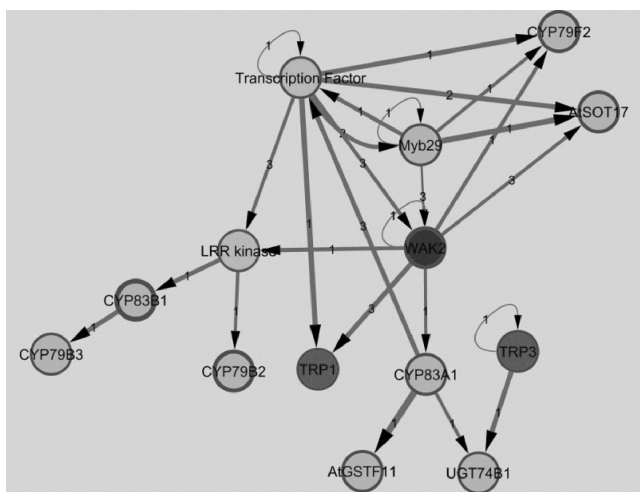 CYP79F2
1
1
Transcription Factor
2
AtSOT17
1
1
1
1
2
Myb29
1
3
3
3
1
3
1
WAK2
LRR kinase
1
3
1
1
CYP83B1
3
1
1
1
1
CYP79B3
CYP79B2
TRP1
CYP83A1
TRP3
1
1
1
AtGSTF11
UGT74B1